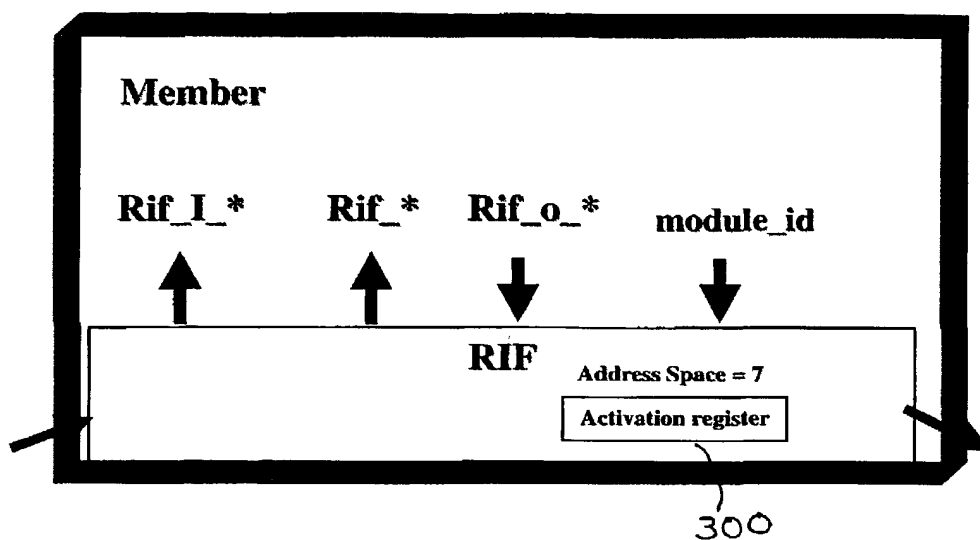 Member
Rif_I_* Rif_* Rif_o_* module_id
RIF
Address Space = 7
Activation register
300